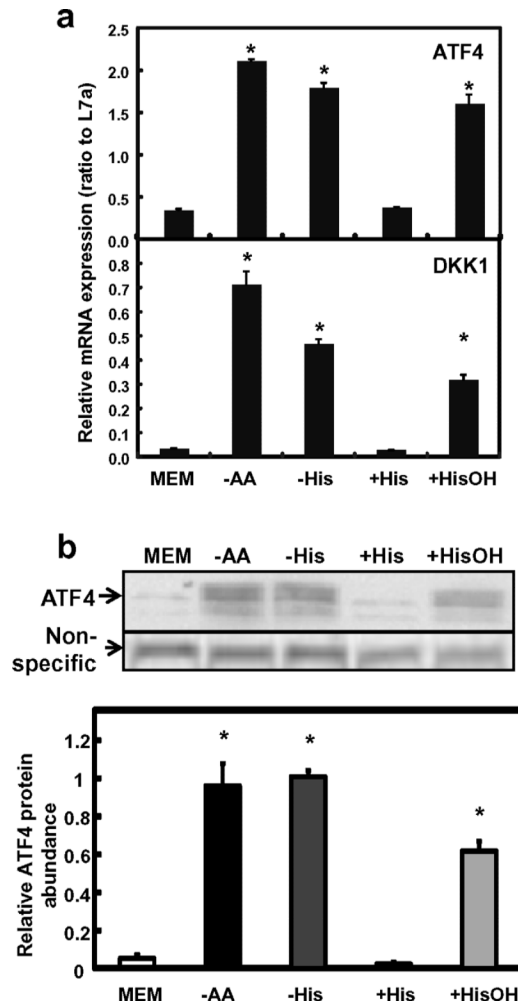 a
Relative mRNA expression (ratio to L7a)
ATF4
2.5
2.0
1.5
1.0
0.5
0.0
* * *
DKK1
0.8
0.7
0.6
0.5
0.4
0.3
0.2
0.1
0.0
* * *
MEM -AA -His +His +HisOH
b
MEM -AA -His +His +HisOH
ATF4
Non-
specific
Relative ATF4 protein
abundance
1.2
1
0.8
0.6
0.4
0.2
0
* * *
MEM -AA -His +His +HisOH